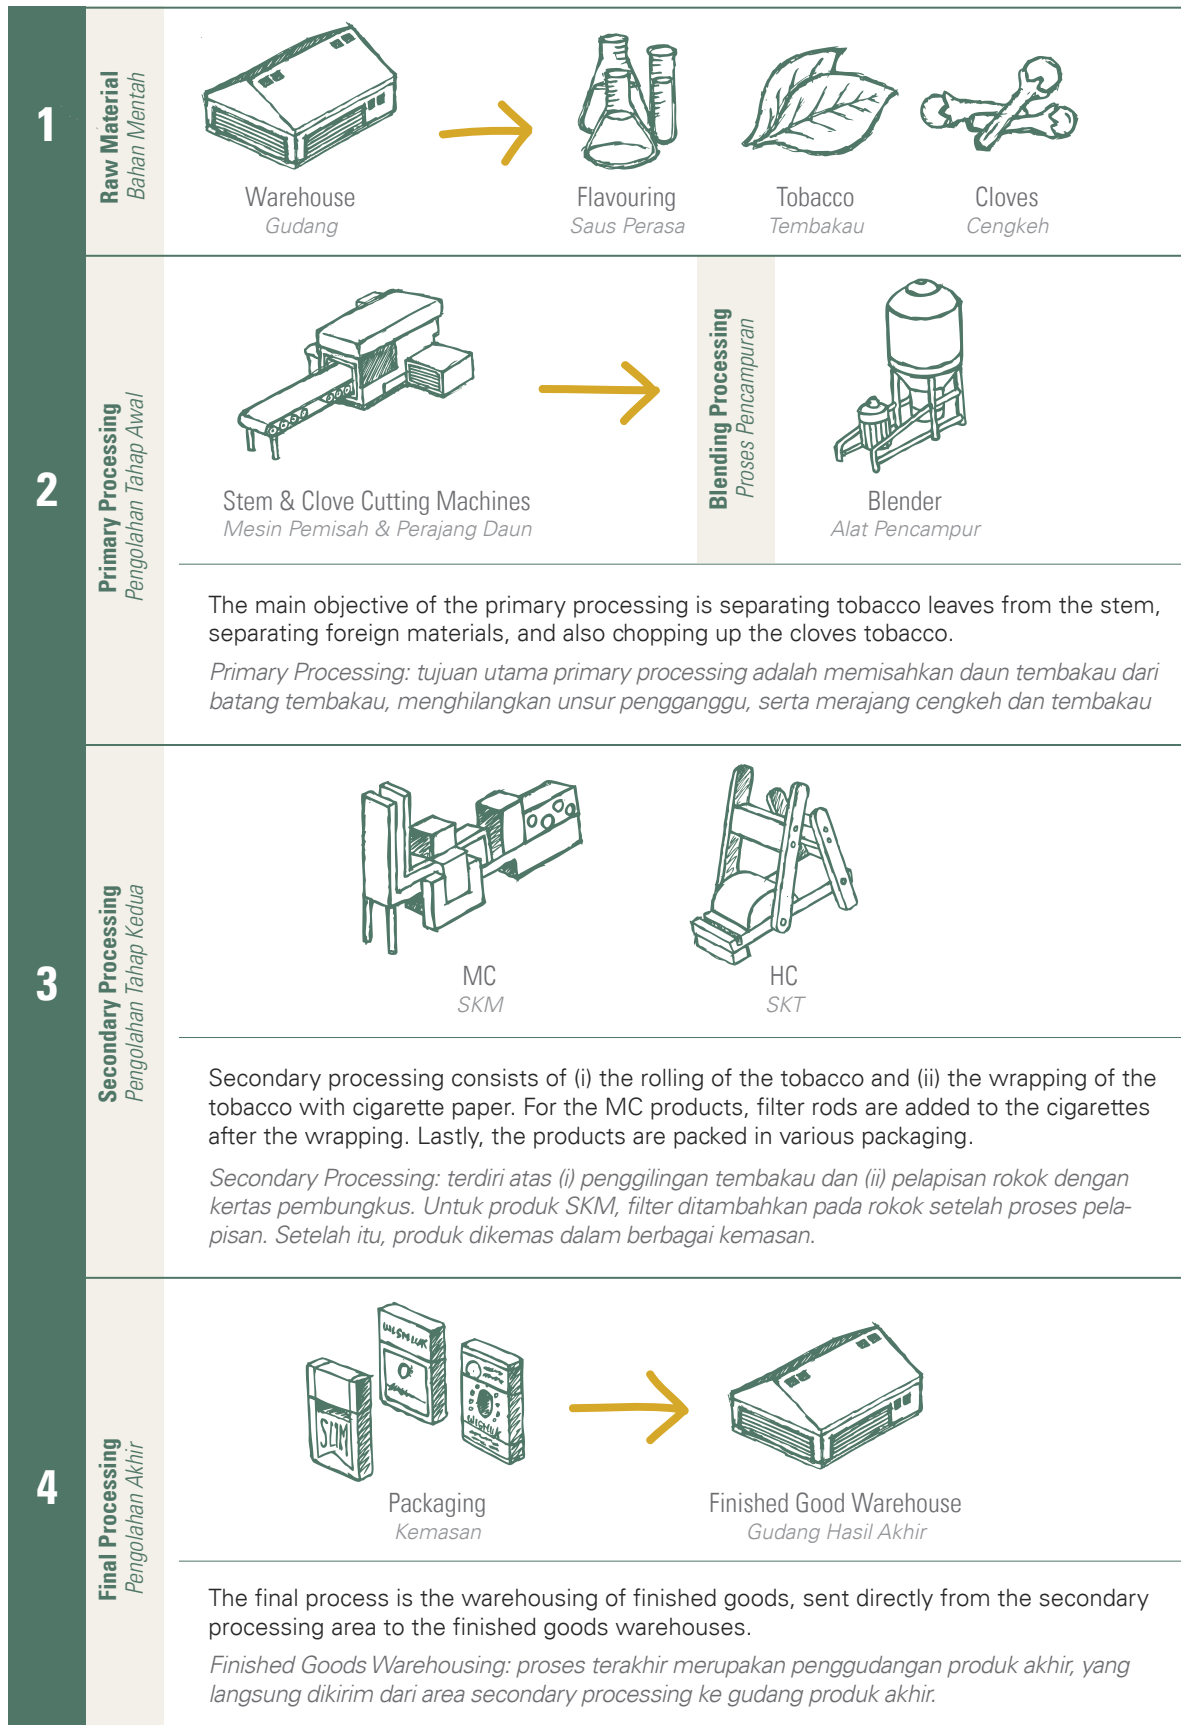 1
Raw Material
Bahan Mentah
Warehouse
Gudang
Flavouring
Saus Perasa
Tobacco
Tembakau
Cloves
Cengkeh
2
Primary Processing
Pengolahan Tahap Awal
Stem & Clove Cutting Machines
Mesin Pemisah & Perajang Daun
Blending Processing
Proses Pencampuran
Blender
Alat Pencampur
The main objective of the primary processing is separating tobacco leaves from the stem,
separating foreign materials, and also chopping up the cloves tobacco.
Primary Processing: tujuan utama primary processing adalah memisahkan daun tembakau dari
batang tembakau, menghilangkan unsur pengganggu, serta merajang cengkeh dan tembakau
3
Secondary Processing
Pengolahan Tahap Kedua
MC
SKM
HC
SKT
Secondary processing consists of (i) the rolling of the tobacco and (ii) the wrapping of the
tobacco with cigarette paper. For the MC products, filter rods are added to the cigarettes
after the wrapping. Lastly, the products are packed in various packaging.
Secondary Processing: terdiri atas (i) penggilingan tembakau dan (ii) pelapisan rokok dengan
kertas pembungkus. Untuk produk SKM, filter ditambahkan pada rokok setelah proses pela-
pisan. Setelah itu, produk dikemas dalam berbagai kemasan.
4
Final Processing
Pengolahan Akhir
SLIM
Packaging
Kemasan
Finished Good Warehouse
Gudang Hasil Akhir
The final process is the warehousing of finished goods, sent directly from the secondary
processing area to the finished goods warehouses.
Finished Goods Warehousing: proses terakhir merupakan penggudangan produk akhir, yang
langsung dikirim dari area secondary processing ke gudang produk akhir.